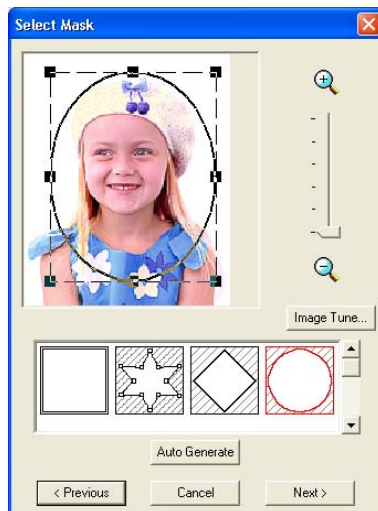 Select Mask
Image Tune...
Auto Generate
< Previous
Cancel
Next >